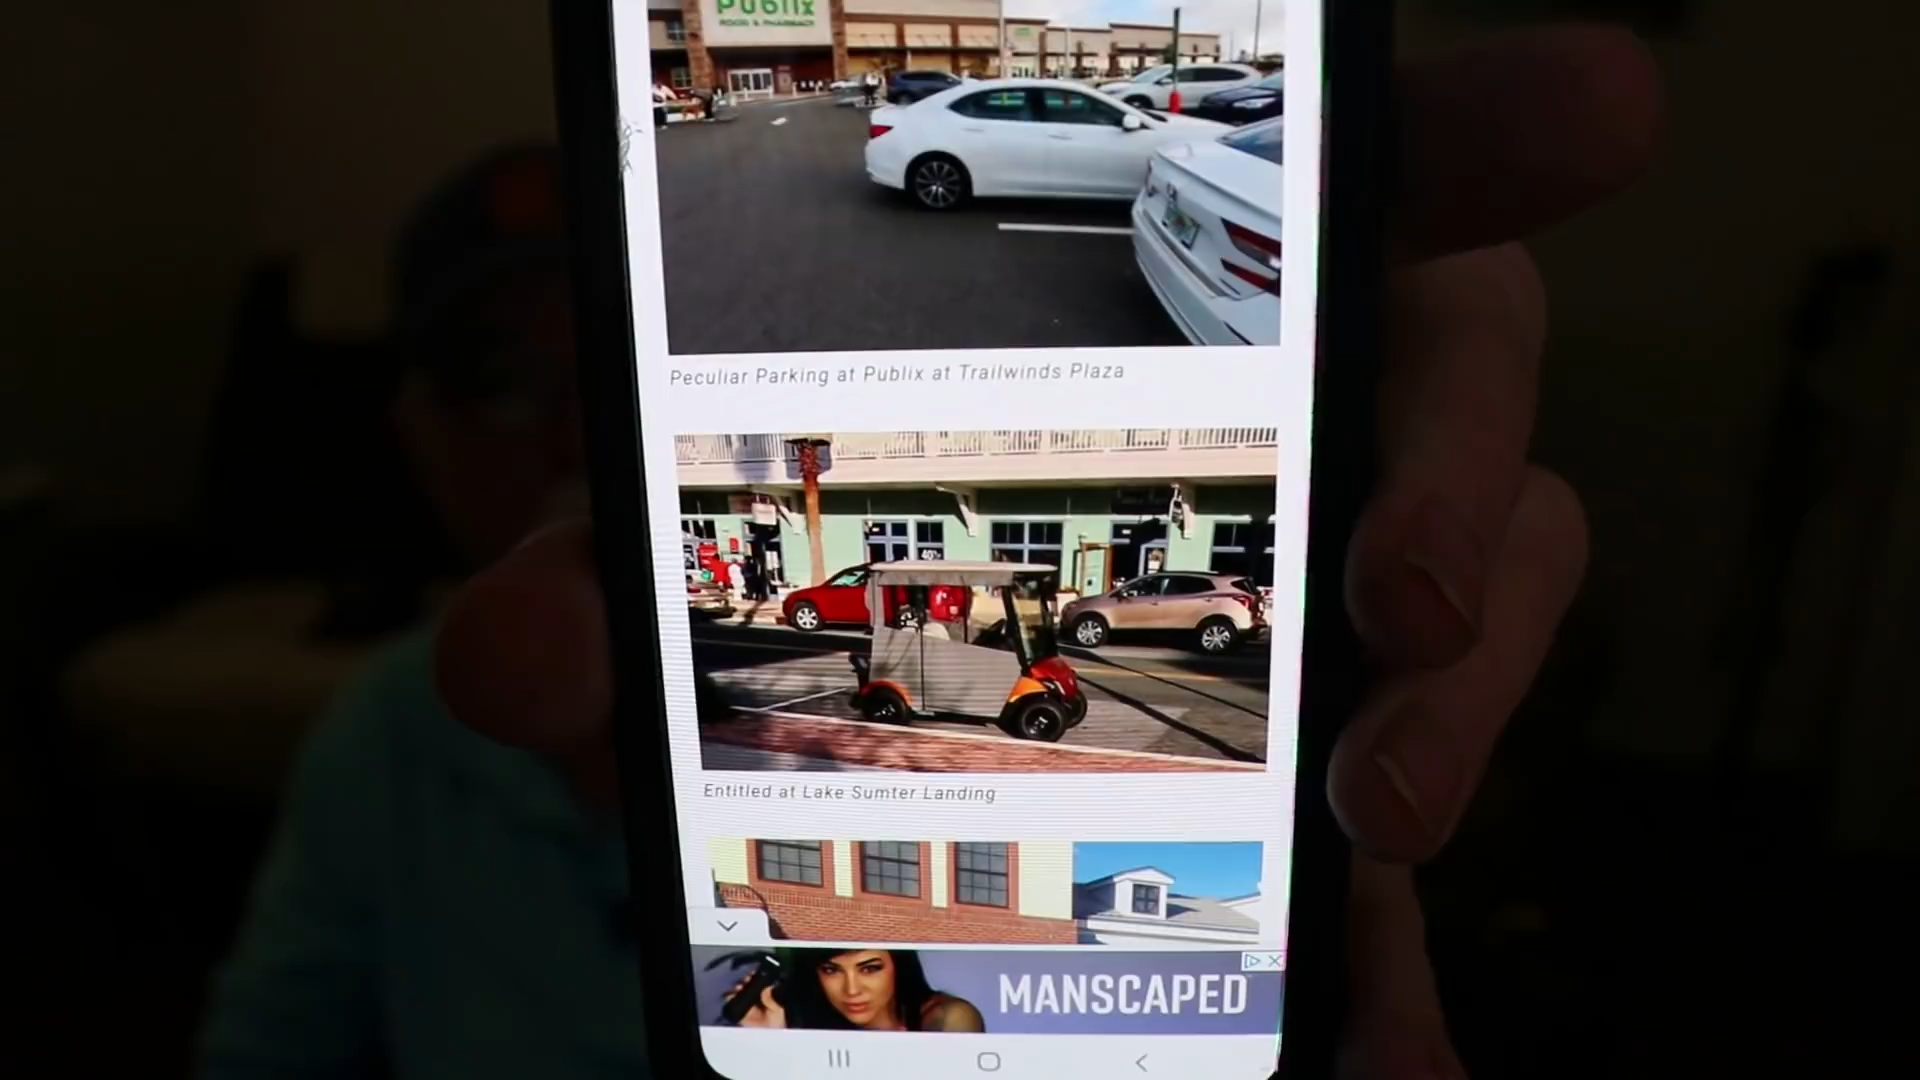 Publix
FOOD & PHARMACY
Peculiar Parking at Publix at Trailwinds Plaza
40%
Entitled at Lake Sumter Landing
MANSCAPED